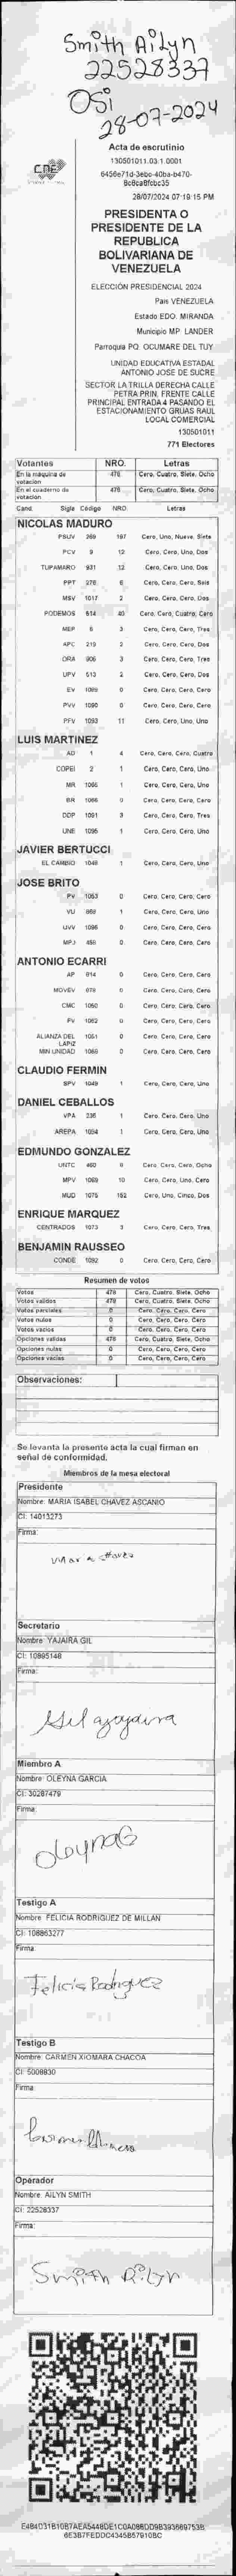 Smith Ailyn
22528337
OSi
28-07-2024
CNE
Acta de escrutinio
130501011.03.1.0001
28/07/2024 07:19:15 PM
PRESIDENTA O
PRESIDENTE DE LA
REPUBLICA
BOLIVARIANA DE
VENEZUELA
ELECCIÓN PRESIDENCIAL 2024
País VENEZUELA
Estado EDO. MIRANDA
Municipio MP. LANDER
Parroquia PQ. OCUMARE DEL TUY
UNIDAD EDUCATIVA ESTADAL
ANTONIO JOSE DE SUCRE
SECTOR LA TRILLA DERECHA CALLE
PETRA PRIN. FRENTE CALLE
PRINCIPAL ENTRADA 4 PASANDO EL
ESTACIONAMIENTO GRUAS RAUL
LOCAL COMERCIAL
130501011
771 Electores
Votantes NRO. Letras
En la maquina de votación 478 Cero, Cuatro, Siete, Ocho
En el cuaderno de votación 478 Cero, Cuatro, Siete, Ocho
Cand. Sigla Código NRO. Letras
NICOLAS MADURO
PSUV 269 197 Cero, Uno, Nueve, Siete
PCV 9 12 Cero, Cero, Uno, Dos
TUPAMARO 931 12 Cero, Cero, Uno, Dos
PPT 276 6 Cero, Cero, Cero, Seis
MSV 1017 2 Cero, Cero, Cero, Dos
PODEMOS 514 40 Cero, Cero, Cuatro, Cero
MEP 6 3 Cero, Cero, Cero, Tres
APC 219 2 Cero, Cero, Cero, Dos
ORA 906 3 Cero, Cero, Cero, Tres
UPV 513 2 Cero, Cero, Cero, Dos
EV 1089 0 Cero, Cero, Cero, Cero
PVV 1090 0 Cero, Cero, Cero, Cero
PFV 1093 11 Cero, Cero, Uno, Uno
LUIS MARTINEZ
AD 1 4 Cero, Cero, Cero, Cuatro
COPEI 2 1 Cero, Cero, Cero, Uno
MR 1 Cero, Cero, Cero, Uno
BR 0 Cero, Cero, Cero, Cero
DDP 1091 3 Cero, Cero, Cero, Tres
UNE 1095 1 Cero, Cero, Cero, Uno
JAVIER BERTUCCI
EL CAMBIO 1048 1 Cero, Cero, Cero, Uno
JOSE BRITO
PV 1053 0 Cero, Cero, Cero, Cero
VU 868 1 Cero, Cero, Cero, Uno
UVV 1096 0 Cero, Cero, Cero, Cero
MPJ 458 0 Cero, Cero, Cero, Cero
ANTONIO ECARRI
AP 914 0 Cero, Cero, Cero, Cero
MOVEV 0 Cero, Cero, Cero, Cero
CMC 1050 0 Cero, Cero, Cero, Cero
FV 1062 0 Cero, Cero, Cero, Cero
ALIANZA DEL LAPIZ 1051 0 Cero, Cero, Cero, Cero
MIN UNIDAD 1068 0 Cero, Cero, Cero, Cero
CLAUDIO FERMIN
SPV 1049 1 Cero, Cero, Cero, Uno
DANIEL CEBALLOS
VPA 236 1 Cero, Cero, Cero, Uno
AREPA 1054 1 Cero, Cero, Cero, Uno
EDMUNDO GONZALEZ
UNTC 460 8 Cero, Cero, Cero, Ocho
MPV 1069 10 Cero, Cero, Uno, Cero
MUD 1075 152 Cero, Uno, Cinco, Dos
ENRIQUE MARQUEZ
CENTRADOS 1073 3 Cero, Cero, Cero, Tres
BENJAMIN RAUSSEO
CONDE 1092 0 Cero, Cero, Cero, Cero
Resumen de votos
Votos 478 Cero, Cuatro, Siete, Ocho
Votos validos 478 Cero, Cuatro, Siete, Ocho
Votos parciales 0 Cero, Cero, Cero, Cero
Votos nulos 0 Cero, Cero, Cero, Cero
Votos vacios 0 Cero, Cero, Cero, Cero
Opciones validas 478 Cero, Cuatro, Siete, Ocho
Opciones nulas 0 Cero, Cero, Cero, Cero
Opciones vacias 0 Cero, Cero, Cero, Cero
Observaciones:
Se levanta la presente acta la cual firman en
señal de conformidad.
Miembros de la mesa electoral
Presidente
Nombre: MARIA ISABEL CHAVEZ ASCANIO
CI: 14013273
Firma:
Secretario
Nombre: YAJAIRA GIL
CI: 10895148
Firma:
Miembro A
Nombre: OLEYNA GARCIA
CI: 30287479
Firma:
OleynaG
Testigo A
Nombre: FELICIA RODRIGUEZ DE MILLAN
CI: 108863277
Firma:
Felicia Rodriguez
Testigo B
Nombre: CARMEN XIOMARA CHACOA
CI: 5008830
Firma:
Operador
Nombre: AILYN SMITH
CI: 22528337
Firma:
Smith Ailyn